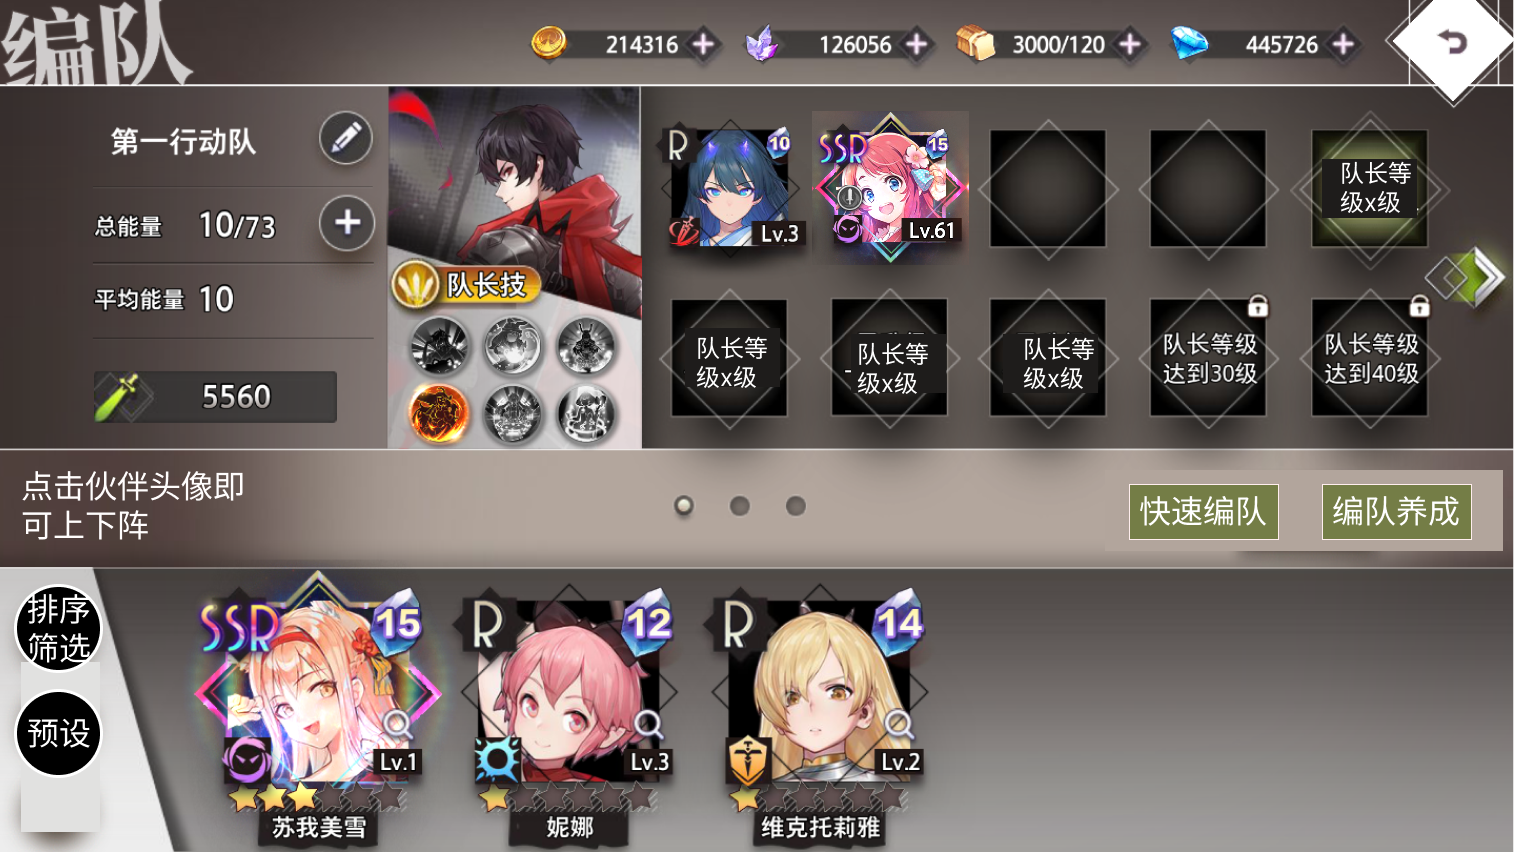 编队
214316
126056
3000/120
445726
第一行动队
总能量 10/73
平均能量 10
5560
队长技
R
10
Lv.3
SSR
15
Lv.61
队长等
级x级
队长等
级x级
队长等
级x级
队长等
级x级
队长等级
达到30级
队长等级
达到40级
点击伙伴头像即
可上下阵
快速编队
编队养成
排序
筛选
预设
SSR
15
Lv.1
苏我美雪
R
12
Lv.3
妮娜
R
14
Lv.2
维克托莉雅